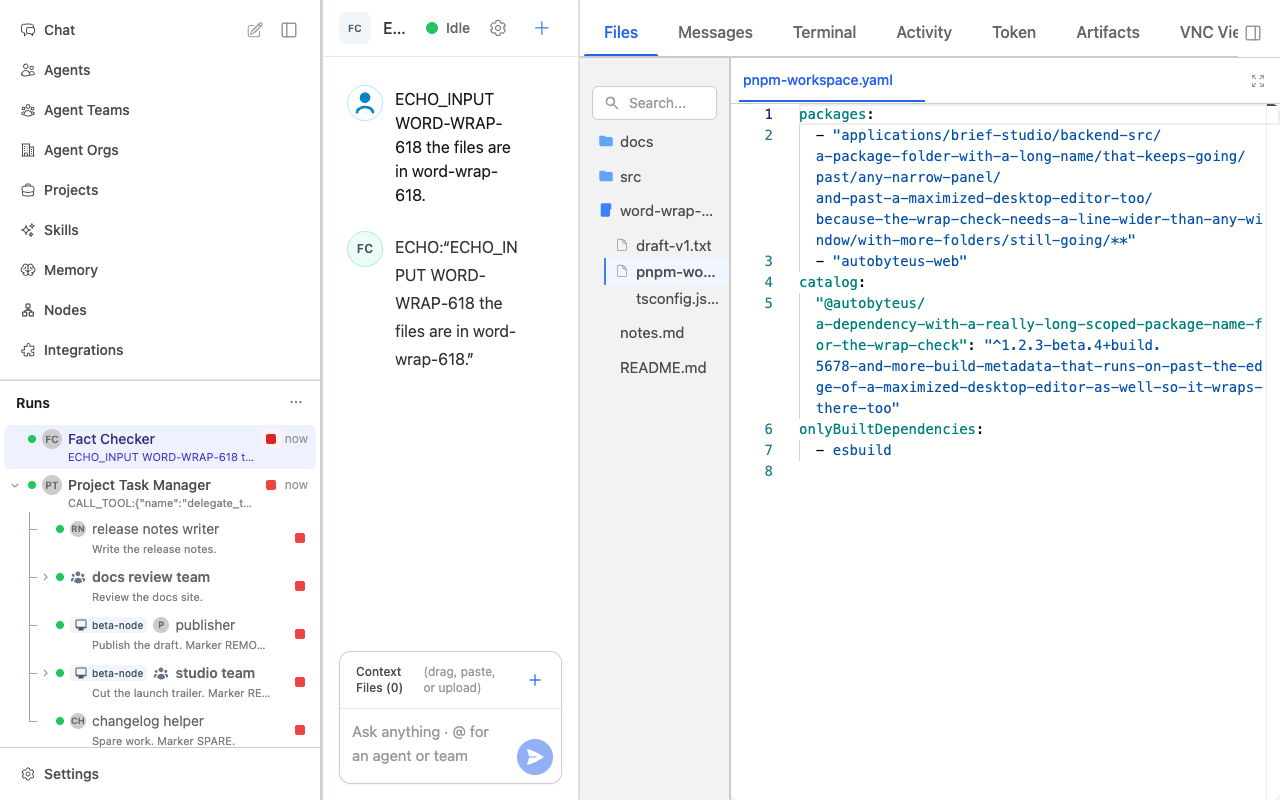 Chat
Agents
Agent Teams
Agent Orgs
Projects
Skills
Memory
Nodes
Integrations
Runs
FC Fact Checker now
ECHO_INPUT WORD-WRAP-618 t...
PT Project Task Manager now
CALL_TOOL:{"name":"delegate_t...
RN release notes writer
Write the release notes.
docs review team
Review the docs site.
beta-node P publisher
Publish the draft. Marker REMO...
beta-node studio team
Cut the launch trailer. Marker RE...
CH changelog helper
Spare work. Marker SPARE.
Settings
FC E... Idle
ECHO_INPUT
WORD-WRAP-
618 the files are
in word-wrap-
618.
FC
ECHO:“ECHO_IN
PUT WORD-
WRAP-618 the
files are in word-
wrap-618.”
Context
Files (0)
(drag, paste,
or upload)
Ask anything · @ for
an agent or team
Files Messages Terminal Activity Token Artifacts VNC Vie
Search...
docs
src
word-wrap-...
draft-v1.txt
pnpm-wo...
tsconfig.js...
notes.md
README.md
pnpm-workspace.yaml
1 packages:
2 - "applications/brief-studio/backend-src/
a-package-folder-with-a-long-name/that-keeps-going/
past/any-narrow-panel/
and-past-a-maximized-desktop-editor-too/
because-the-wrap-check-needs-a-line-wider-than-any-wi
ndow/with-more-folders/still-going/**"
3 - "autobyteus-web"
4 catalog:
5 "@autobyteus/
a-dependency-with-a-really-long-scoped-package-name-f
or-the-wrap-check": "^1.2.3-beta.4+build.
5678-and-more-build-metadata-that-runs-on-past-the-ed
ge-of-a-maximized-desktop-editor-as-well-so-it-wraps-
there-too"
6 onlyBuiltDependencies:
7 - esbuild
8